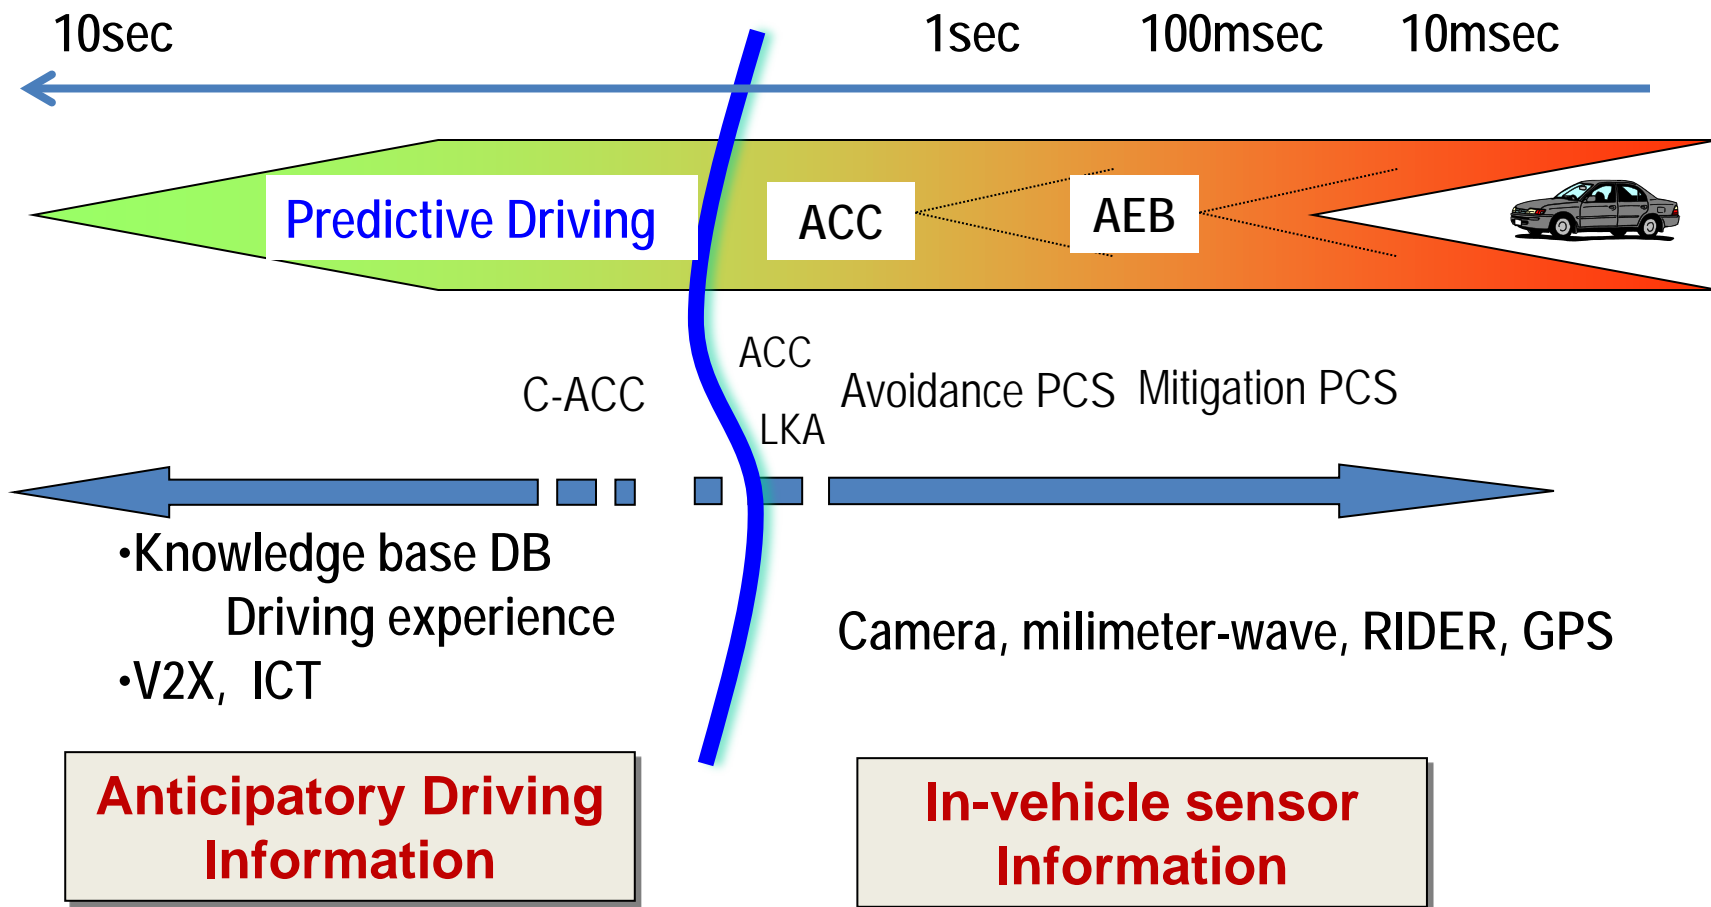 10sec 1sec 100msec 10msec
Predictive Driving ACC AEB
ACC
C-ACC Avoidance PCS Mitigation PCS
LKA
・Knowledge base DB
Driving experience
・V2X, ICT
Camera, milimeter-wave, RIDER, GPS
Anticipatory Driving
Information
In-vehicle sensor
Information